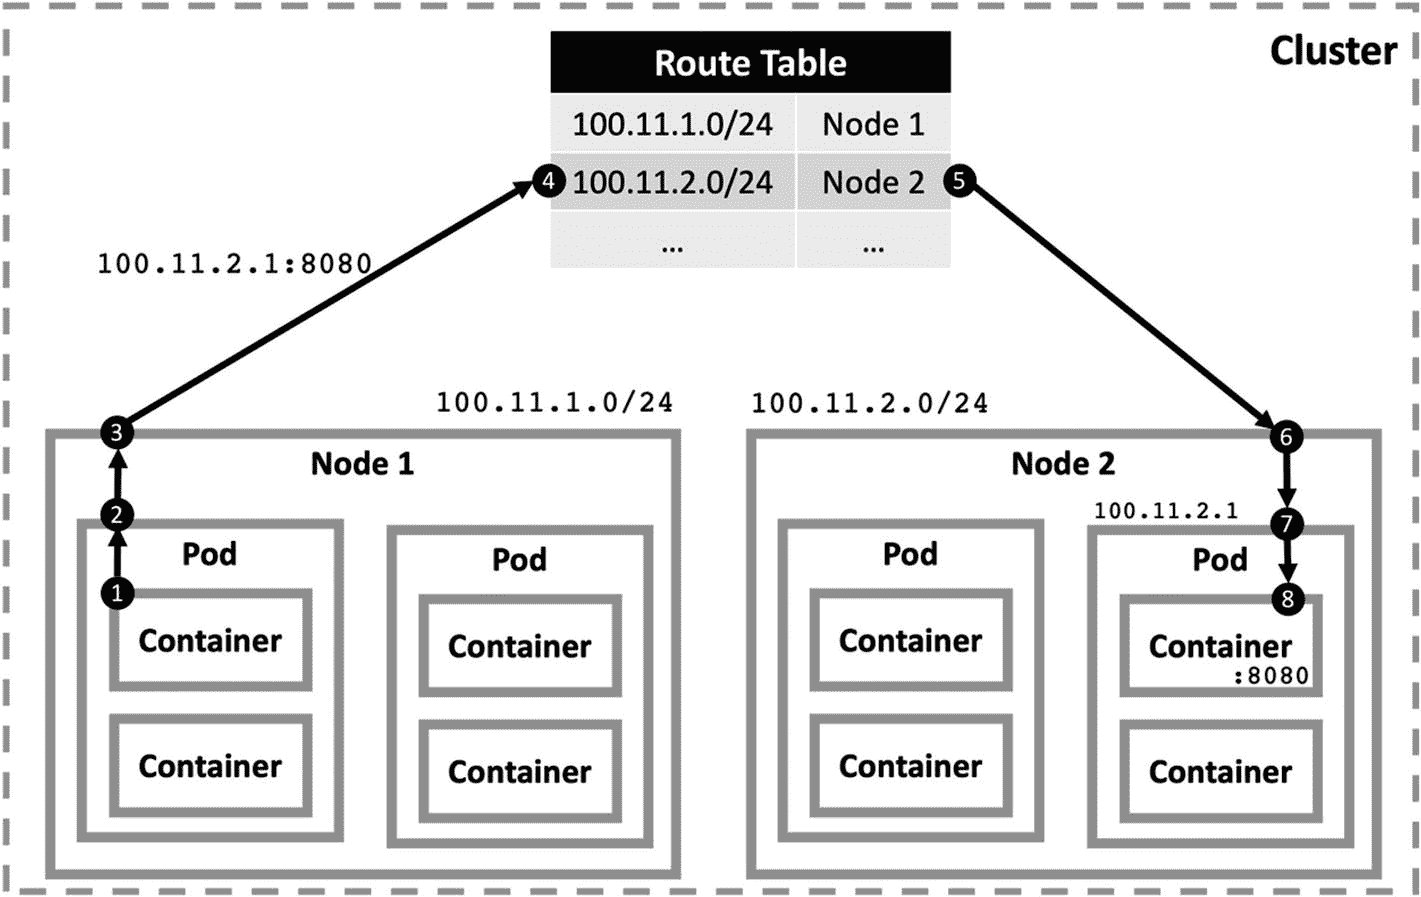 Cluster
Route Table
100.11.1.0/24 Node 1
4 100.11.2.0/24 Node 2 5
... ...
100.11.2.1:8080
100.11.1.0/24
100.11.2.0/24
3
Node 1
2
Pod
1
Container
Container
Pod
Container
Container
6
Node 2
100.11.2.1
7
Pod
Container
Container
Pod
8
Container
:8080
Container